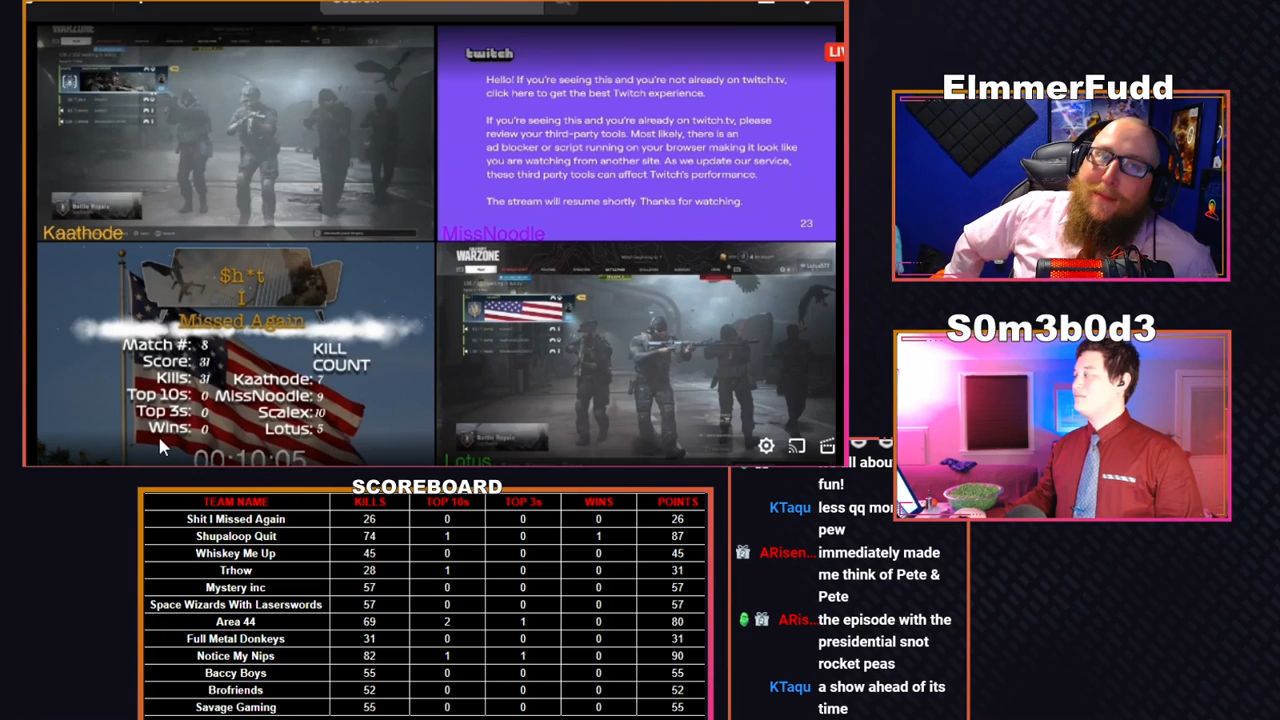 Search
WARZONE
Battle Royale
Kaathode
twitch
LIV
Hello! If you're seeing this and you're not already on twitch.tv,
click here to get the best Twitch experience.
If you're seeing this and you're already on twitch.tv, please
review your third-party tools. Most likely, there is an
ad blocker or script running on your browser making it look like
you are watching from another site. As we update our service,
these third party tools can affect Twitch's performance.
The stream will resume shortly. Thanks for watching.
23
MissNoodle
$h*t
I
Missed Again
Match #: 8
Score: 31
Kills: 31
Top 10s: 0
Top 3s: 0
Wins: 0
KILL
COUNT
Kaathode: 7
MissNoodle: 9
Scalex: 10
Lotus: 5
00:10:05
WARZONE
Battle Royale
Lotus
ElmmerFudd
S0m3b0d3
SCOREBOARD
TEAM NAME KILLS TOP 10s TOP 3s WINS POINTS
Shit I Missed Again 26 0 0 0 26
Shupaloop Quit 74 1 0 1 87
Whiskey Me Up 45 0 0 0 45
Trhow 28 1 0 0 31
Mystery inc 57 0 0 0 57
Space Wizards With Laserswords 57 0 0 0 57
Area 44 69 2 1 0 80
Full Metal Donkeys 31 0 0 0 31
Notice My Nips 82 1 1 0 90
Baccy Boys 55 0 0 0 55
Brofriends 52 0 0 0 52
Savage Gaming 55 0 0 0 55
all about
fun!
KTaqu less qq
pew
ARisen... immediately made
me think of Pete &
Pete
ARis... the episode with the
presidential snot
rocket peas
KTaqu a show ahead of its
time